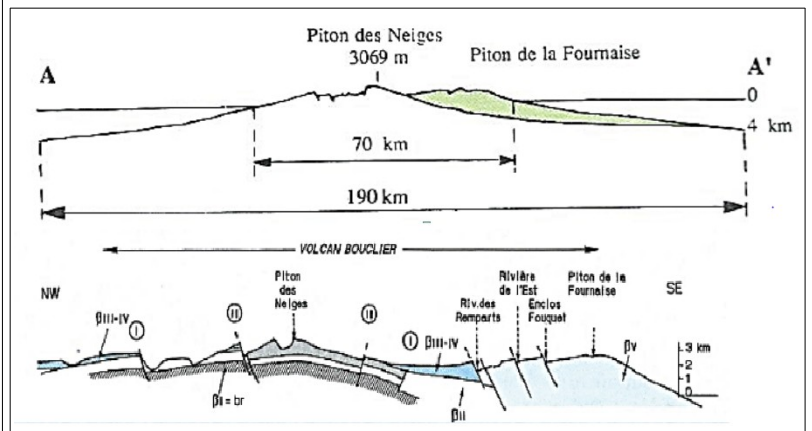 Piton des Neiges
3069 m
Piton de la Fournaise
A
A'
0
4 km
70 km
190 km
VOLCAN BOUCLIER
NW
Piton des Neiges
Riv. des Remparts
Rivière de l'Est
Enclos Fouquet
Piton de la Fournaise
SE
βIII-IV
I
II
II
I
βIII-IV
βV
3 km
2
1
0
βI = br
βII